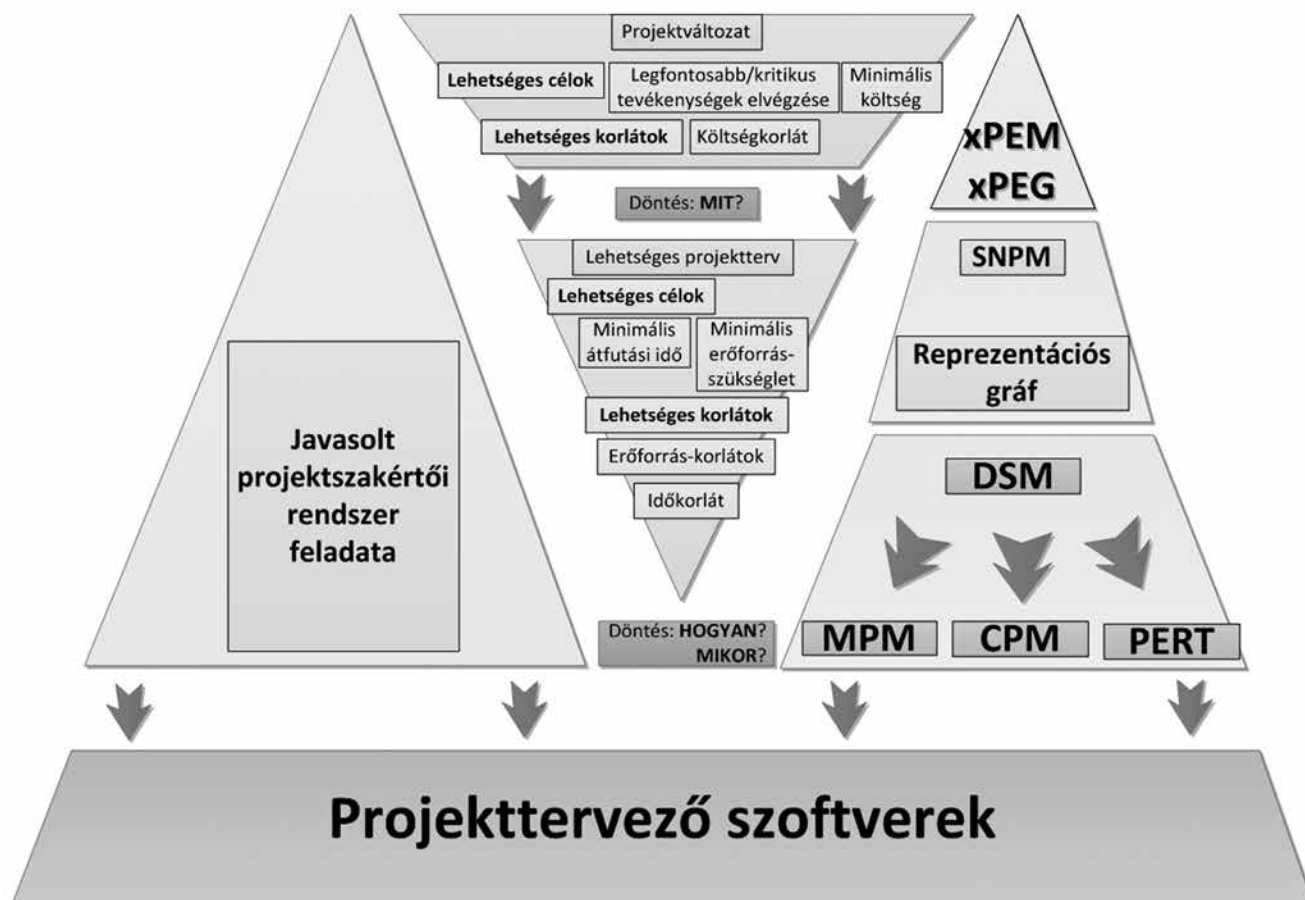 Projektváltozat
Lehetséges célok
Legfontosabb/kritikus
tevékenységek elvégzése
Minimális
költség
Lehetséges korlátok
Költségkorlát
Döntés: MIT?
Lehetséges projektterv
Lehetséges célok
Minimális
átfutási idő
Minimális
erőforrás-
szükséglet
Lehetséges korlátok
Erőforrás-korlátok
Időkorlát
Döntés: HOGYAN?
MIKOR?
Javasolt
projektszakértői
rendszer
feladata
xPEM
xPEG
SNPM
Reprezentációs
gráf
DSM
MPM
CPM
PERT
Projekttervező szoftverek